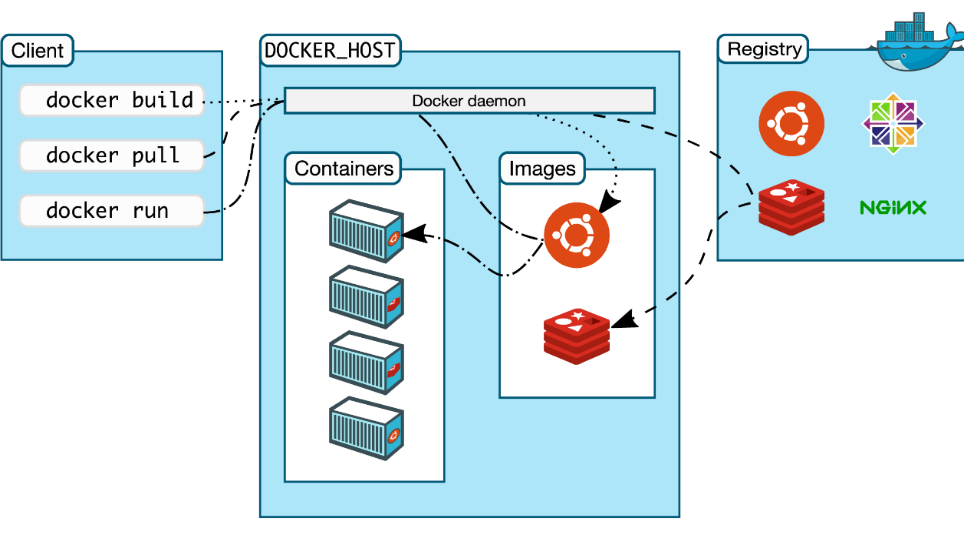 Client
docker build
docker pull
docker run
DOCKER_HOST
Docker daemon
Containers
Images
Registry
NGINX